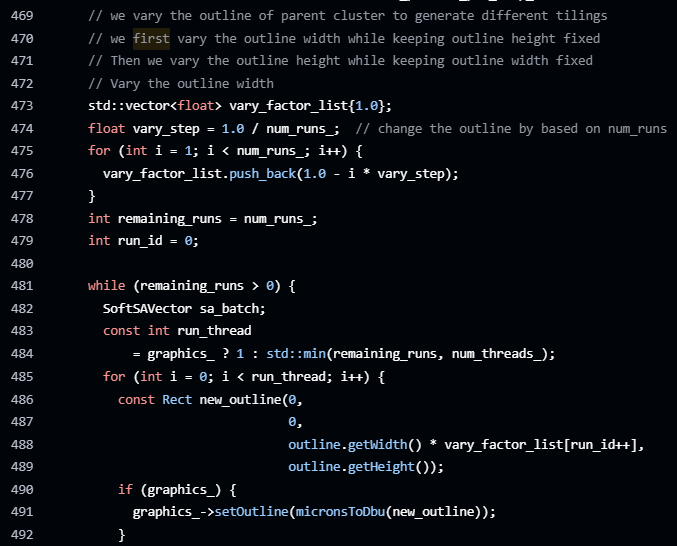 469 // we vary the outline of parent cluster to generate different tilings
470 // we first vary the outline width while keeping outline height fixed
471 // Then we vary the outline height while keeping outline width fixed
472 // Vary the outline width
473 std::vector<float> vary_factor_list{1.0};
474 float vary_step = 1.0 / num_runs_;  // change the outline by based on num_runs
475 for (int i = 1; i < num_runs_; i++) {
476   vary_factor_list.push_back(1.0 - i * vary_step);
477 }
478 int remaining_runs = num_runs_;
479 int run_id = 0;
480
481 while (remaining_runs > 0) {
482   SoftSAVector sa_batch;
483   const int run_thread
484       = graphics_ ? 1 : std::min(remaining_runs, num_threads_);
485   for (int i = 0; i < run_thread; i++) {
486     const Rect new_outline(0,
487                            0,
488                            outline.getWidth() * vary_factor_list[run_id++],
489                            outline.getHeight());
490     if (graphics_) {
491       graphics_->setOutline(micronsToDbu(new_outline));
492     }